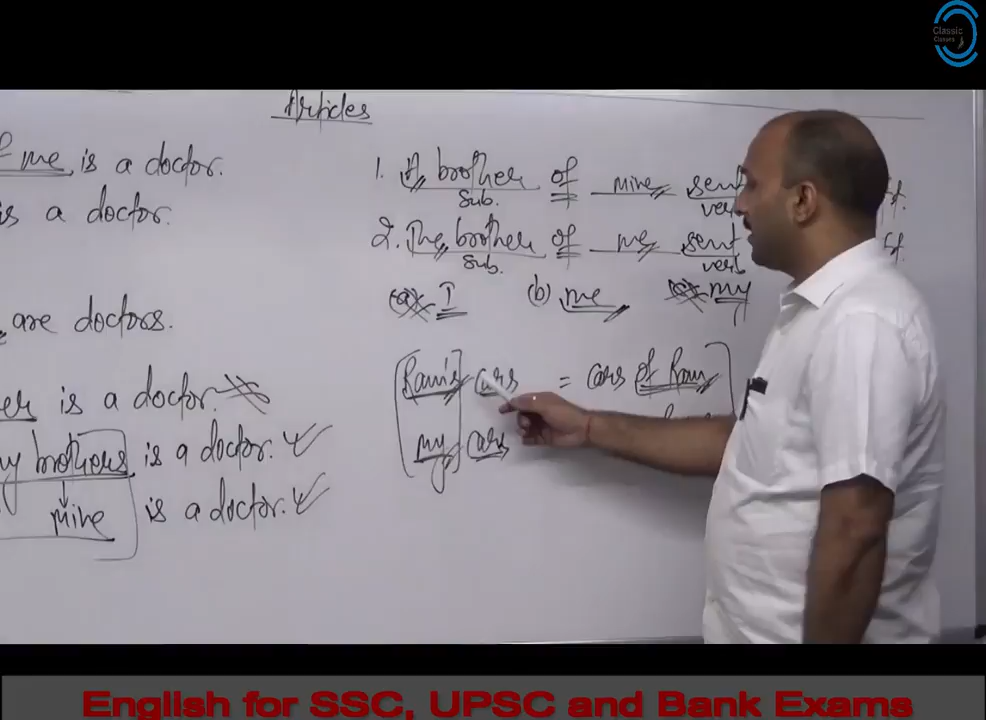 Classic
Classes
Articles
f me is a doctor.
is a doctor.
are doctors.
er is a doctor.
my brothers is a doctor.
Mine
is a doctor.
1. A brother of mine sent
Sub. verb
2. The brother of me sent
Sub. verb
(a) I (b) me (c) my
Ram's cars = cars of Ram
my cars
English for SSC, UPSC and Bank Exams